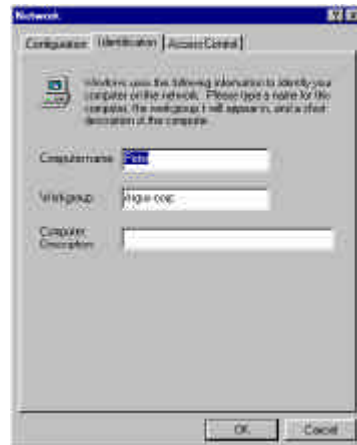 Network
Configuration Identification Access Control
Windows uses the following information to identify your
computer on the network. Please type a name for this
computer, the workgroup it will appear in, and a short
description of the computer.
Computer name:
Workgroup:
Computer
Description:
OK Cancel